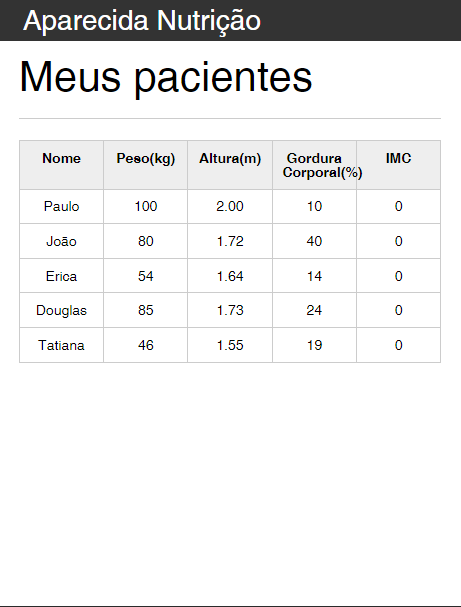 Aparecida Nutrição
Meus pacientes
Nome Peso(kg) Altura(m) Gordura Corporal(%) IMC
Paulo 100 2.00 10 0
João 80 1.72 40 0
Erica 54 1.64 14 0
Douglas 85 1.73 24 0
Tatiana 46 1.55 19 0